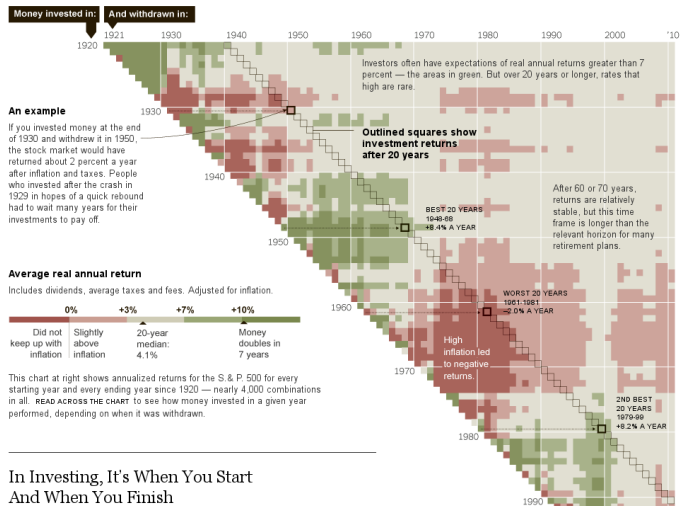 Money invested in:
And withdrawn in:
1920
1921
1930
1940
1950
1960
1970
1980
1990
2000
'10
Investors often have expectations of real annual returns greater than 7
percent — the areas in green. But over 20 years or longer, rates that
high are rare.
An example
If you invested money at the end
of 1930 and withdrew it in 1950,
the stock market would have
returned about 2 percent a year
after inflation and taxes. People
who invested after the crash in
1929 in hopes of a quick rebound
had to wait many years for their
investments to pay off.
1930
Outlined squares show
investment returns
after 20 years
1940
After 60 or 70 years,
returns are relatively
stable, but this time
frame is longer than the
relevant horizon for many
retirement plans.
BEST 20 YEARS
1948-68
+8.4% A YEAR
1950
Average real annual return
Includes dividends, average taxes and fees. Adjusted for inflation.
0%
+3%
+7%
+10%
Did not
keep up with
inflation
Slightly
above
inflation
20-year
median:
4.1%
Money
doubles in
7 years
WORST 20 YEARS
1961-1981
–2.0% A YEAR
1960
High
inflation led
to negative
returns.
1970
This chart at right shows annualized returns for the S. & P. 500 for every
starting year and every ending year since 1920 — nearly 4,000 combinations
in all. READ ACROSS THE CHART to see how money invested in a given year
performed, depending on when it was withdrawn.
2ND BEST
20 YEARS
1979-99
+8.2% A YEAR
1980
In Investing, It's When You Start
And When You Finish
1990